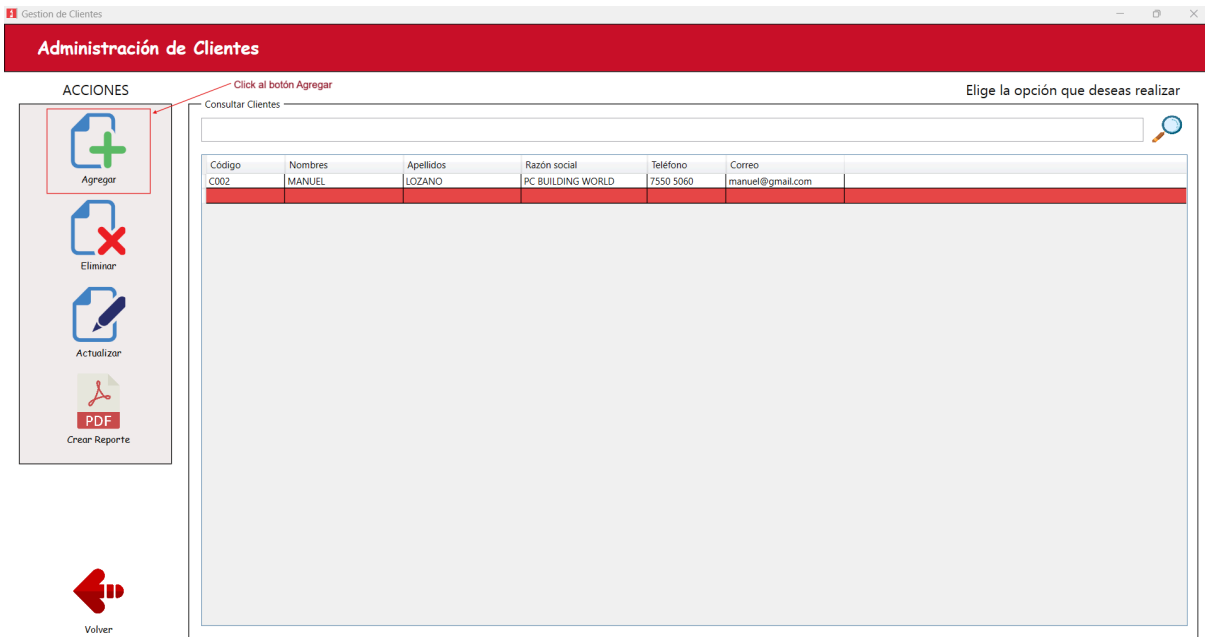 Gestion de Clientes
Administración de Clientes
ACCIONES
Click al botón Agregar
Elige la opción que deseas realizar
Agregar
Eliminar
Actualizar
PDF
Crear Reporte
Volver
Consultar Clientes
Código Nombres Apellidos Razón social Teléfono Correo
C002 MANUEL LOZANO PC BUILDING WORLD 7550 5060 manuel@gmail.com